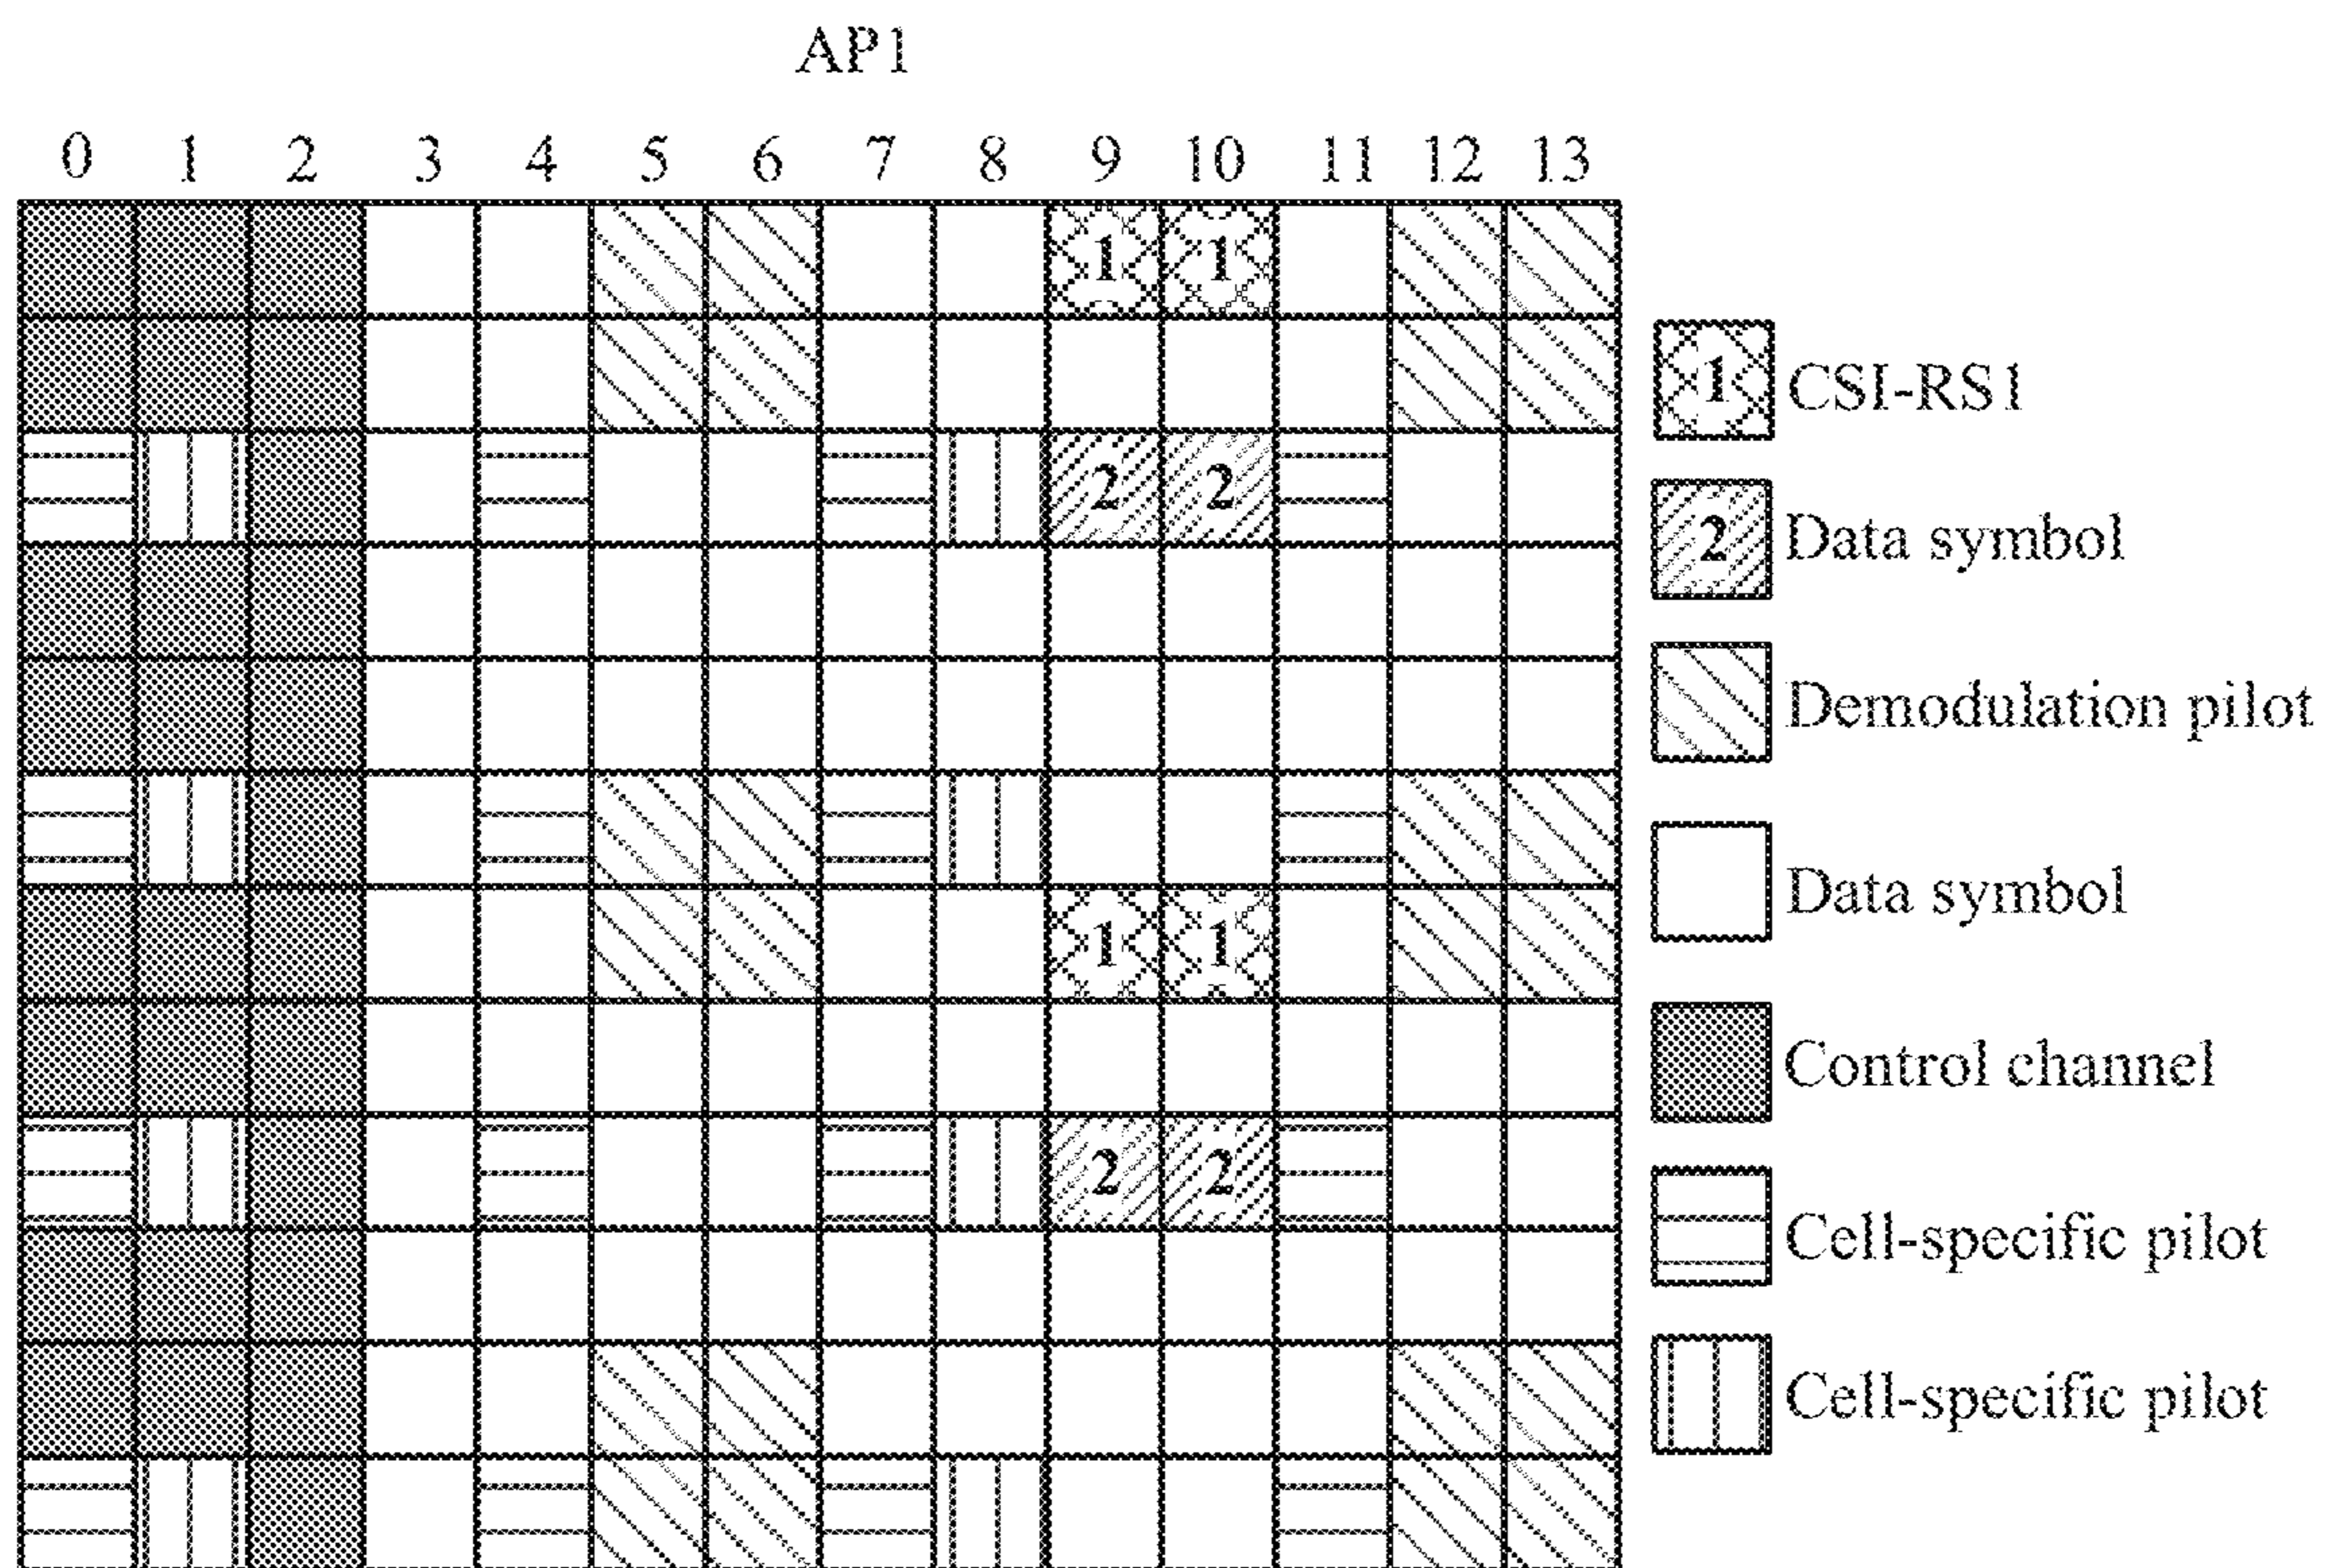 AP1
0 1 2 3 4 5 6 7 8 9 10 11 12 13
1 1
1 CSI-RS1
2 2
2 Data symbol
Demodulation pilot
Data symbol
1 1
Control channel
2 2
Cell-specific pilot
Cell-specific pilot